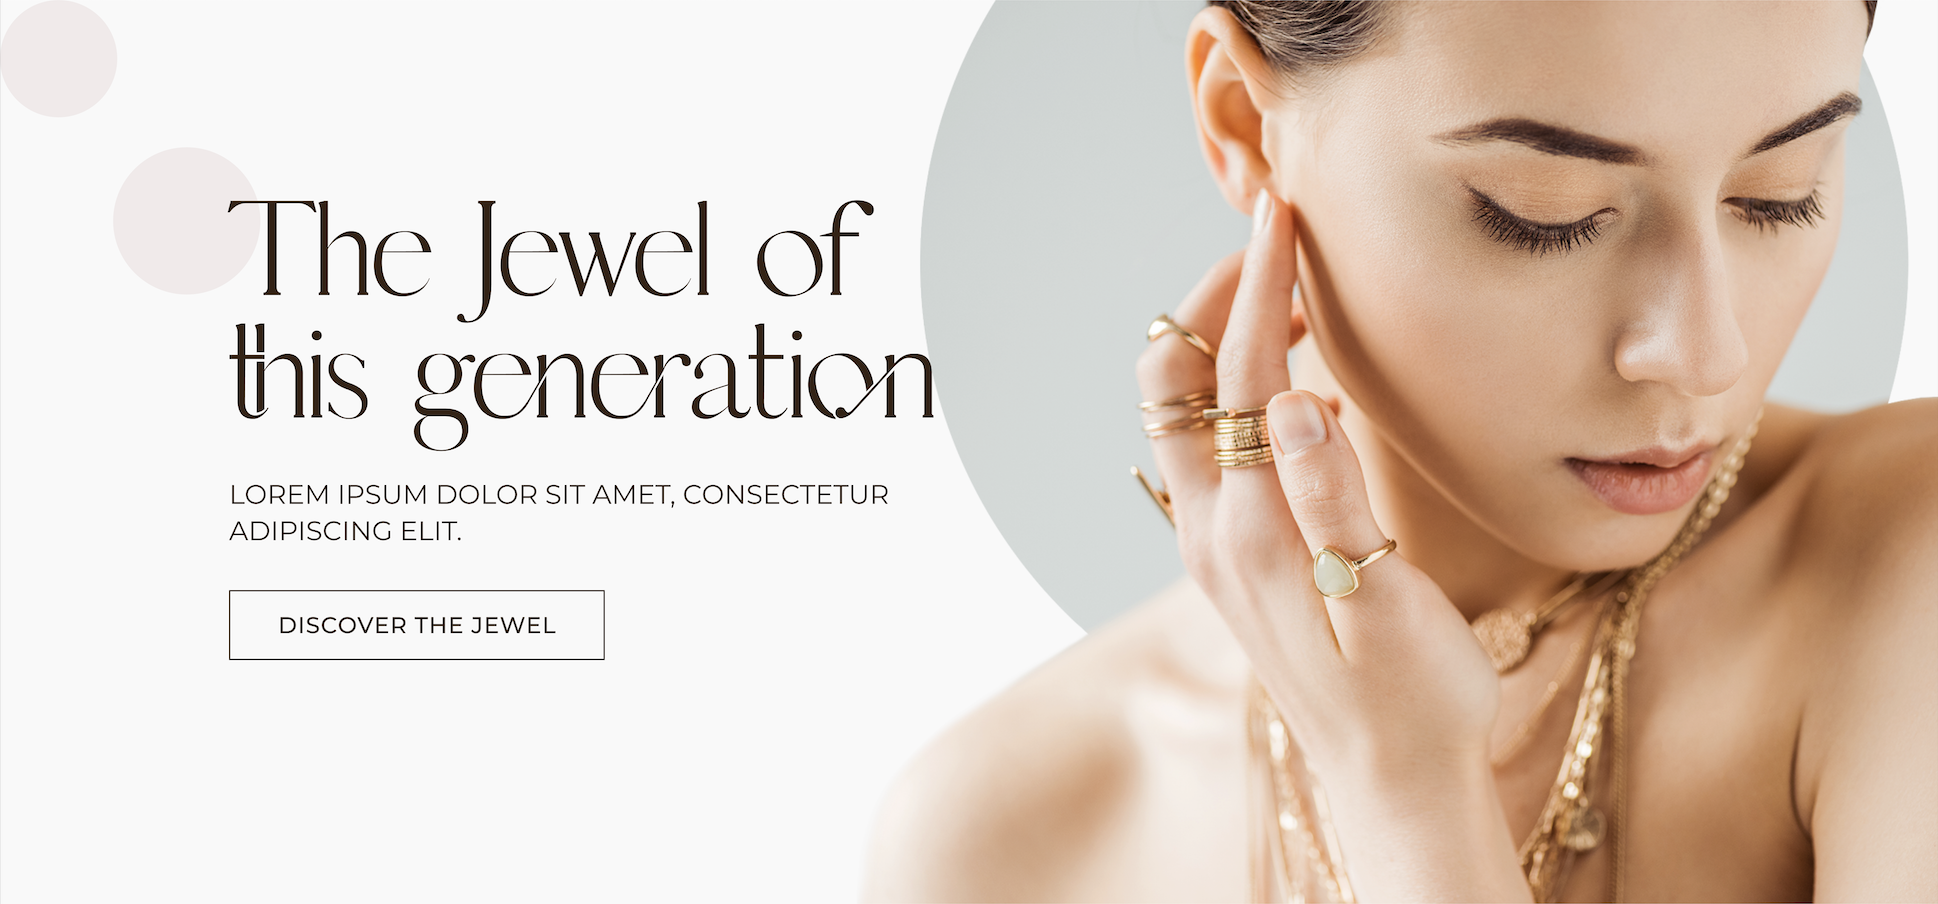 The Jewel of
this generation
LOREM IPSUM DOLOR SIT AMET, CONSECTETUR
ADIPISCING ELIT.
DISCOVER THE JEWEL